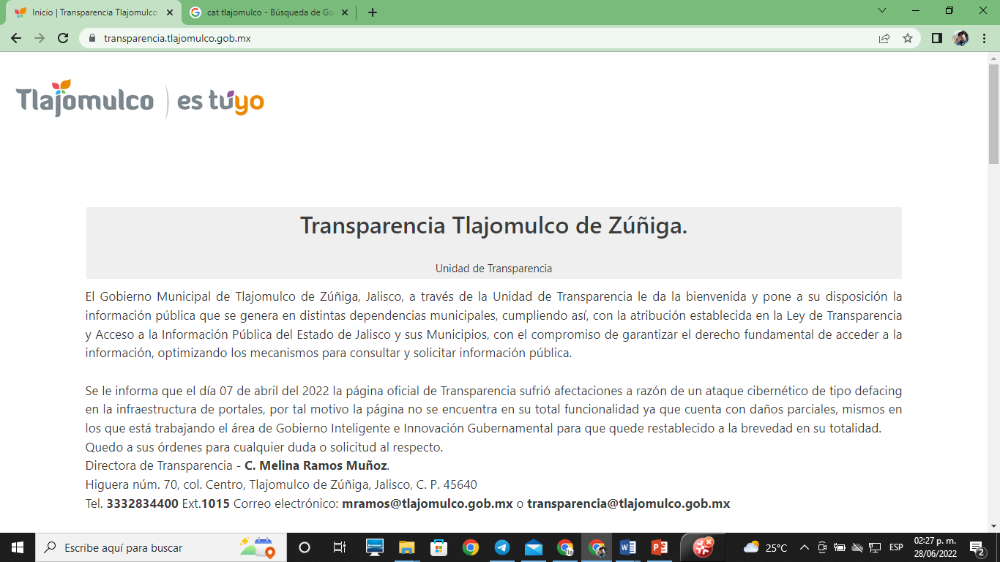 Inicio | Transparencia Tlajomulco
cat tlajomulco - Búsqueda de Go
transparencia.tlajomulco.gob.mx
Tlajomulco es túyo
Transparencia Tlajomulco de Zúñiga.
Unidad de Transparencia
El Gobierno Municipal de Tlajomulco de Zúñiga, Jalisco, a través de la Unidad de Transparencia le da la bienvenida y pone a su disposición la
información pública que se genera en distintas dependencias municipales, cumpliendo así, con la atribución establecida en la Ley de Transparencia
y Acceso a la Información Pública del Estado de Jalisco y sus Municipios, con el compromiso de garantizar el derecho fundamental de acceder a la
información, optimizando los mecanismos para consultar y solicitar información pública.
Se le informa que el día 07 de abril del 2022 la página oficial de Transparencia sufrió afectaciones a razón de un ataque cibernético de tipo defacing
en la infraestructura de portales, por tal motivo la página no se encuentra en su total funcionalidad ya que cuenta con daños parciales, mismos en
los que está trabajando el área de Gobierno Inteligente e Innovación Gubernamental para que quede restablecido a la brevedad en su totalidad.
Quedo a sus órdenes para cualquier duda o solicitud al respecto.
Directora de Transparencia - C. Melina Ramos Muñoz.
Higuera núm. 70, col. Centro, Tlajomulco de Zúñiga, Jalisco, C. P. 45640
Tel. 3332834400 Ext.1015 Correo electrónico: mramos@tlajomulco.gob.mx o transparencia@tlajomulco.gob.mx
Escribe aquí para buscar
25°C
ESP
02:27 p. m.
28/06/2022
2